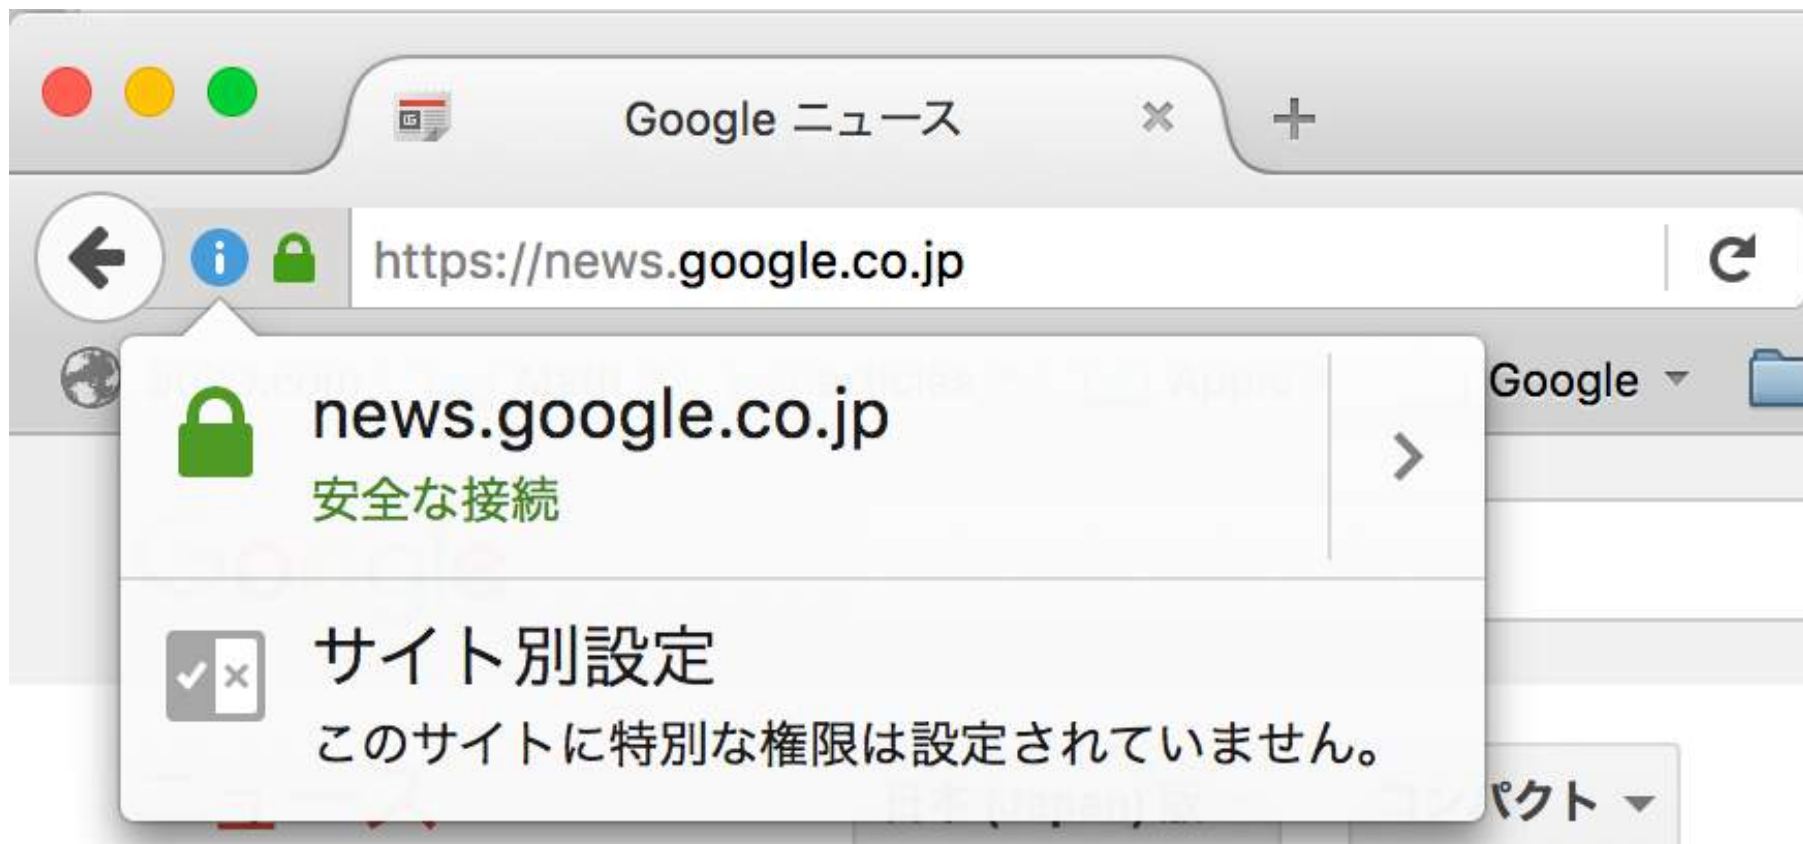 Google ニュース
https://news.google.co.jp
Google
news.google.co.jp
安全な接続
サイト別設定
このサイトに特別な権限は設定されていません。
パクト